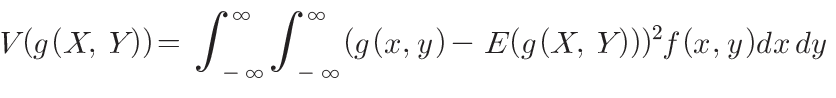 V(g(X, Y)) = ∫_{-∞}^{∞} ∫_{-∞}^{∞} (g(x, y) − E(g(X, Y)))² f(x, y)dx dy